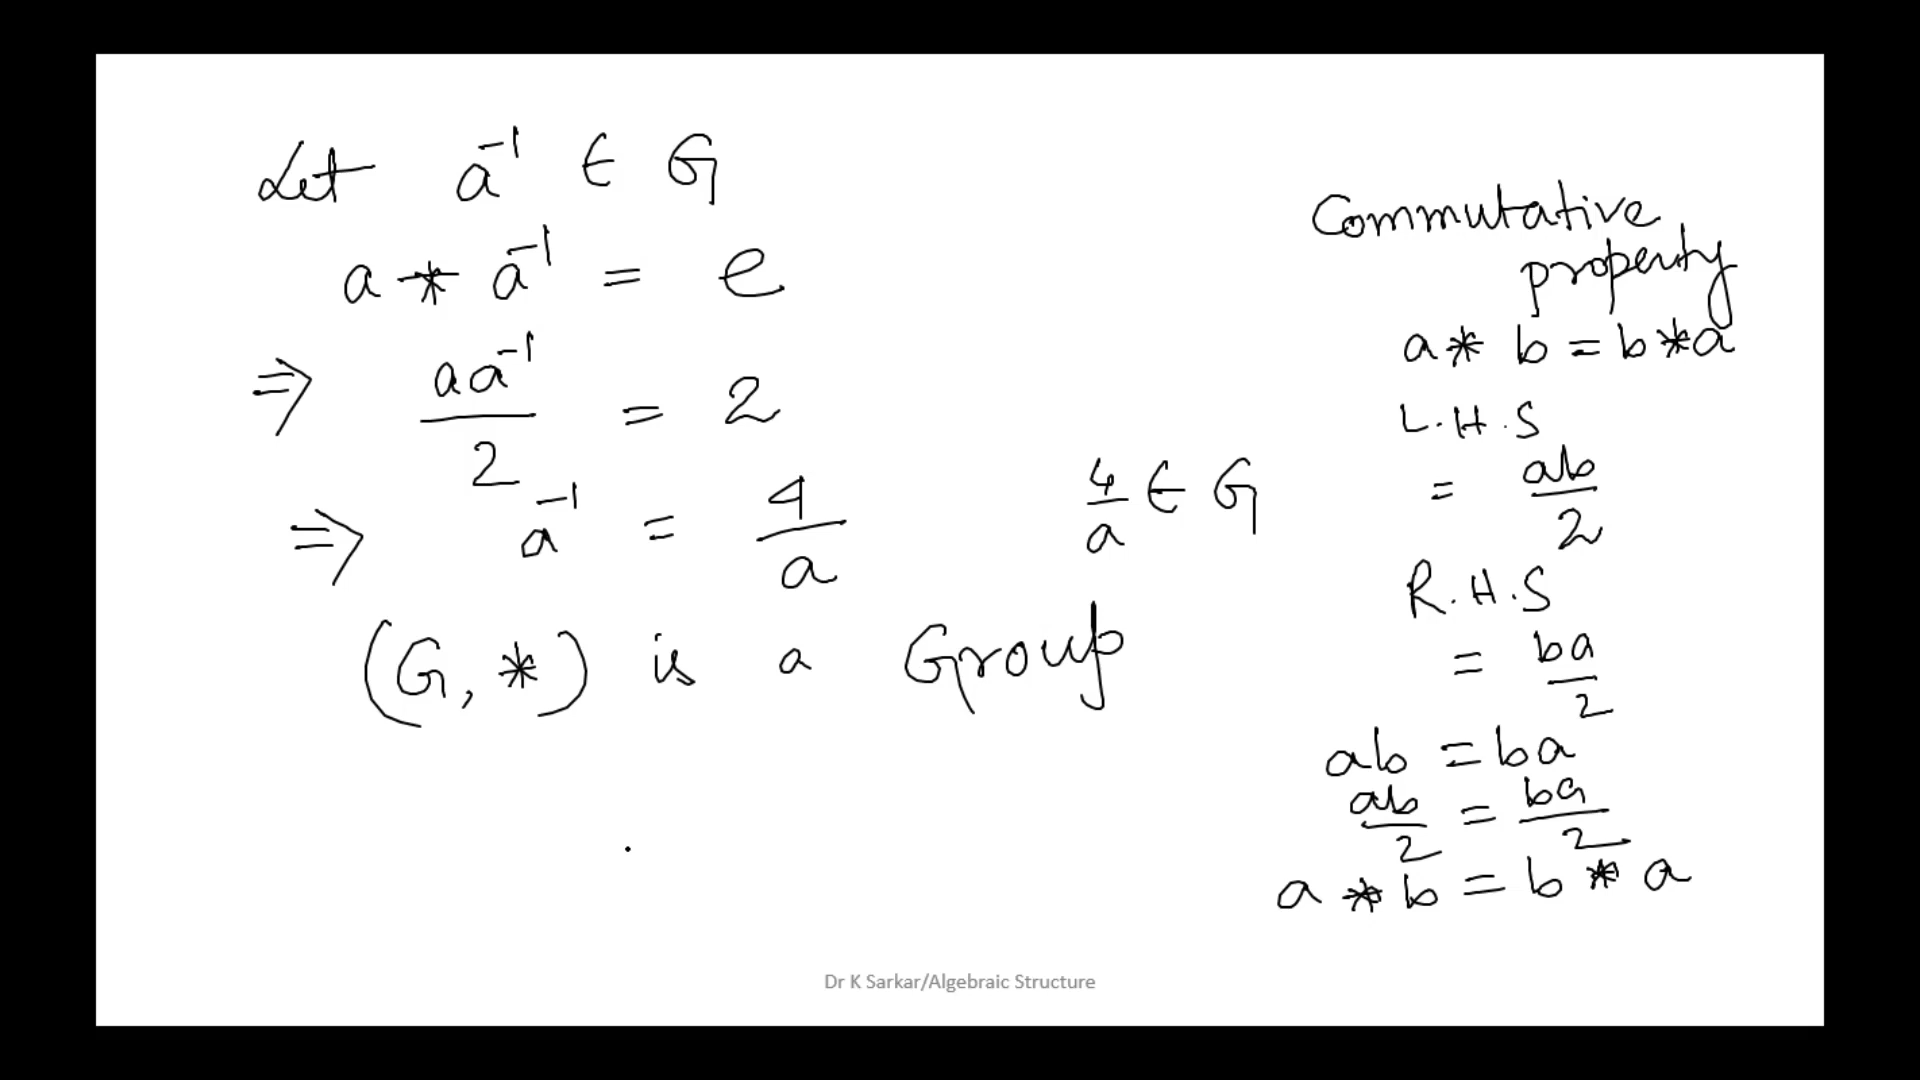 Let a⁻¹ ∈ G
a * a⁻¹ = e
⇒ aa⁻¹/2 = 2
⇒ a⁻¹ = 4/a
4/a ∈ G
(G, *) is a Group
Commutative
property
a * b = b * a
L.H.S
= ab/2
R.H.S
= ba/2
ab = ba
ab/2 = ba/2
a * b = b * a
Dr K Sarkar/Algebraic Structure